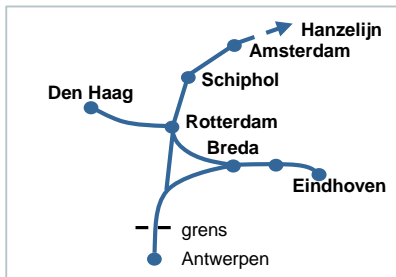 Hanzelijn
Amsterdam
Schiphol
Den Haag
Rotterdam
Breda
Eindhoven
grens
Antwerpen